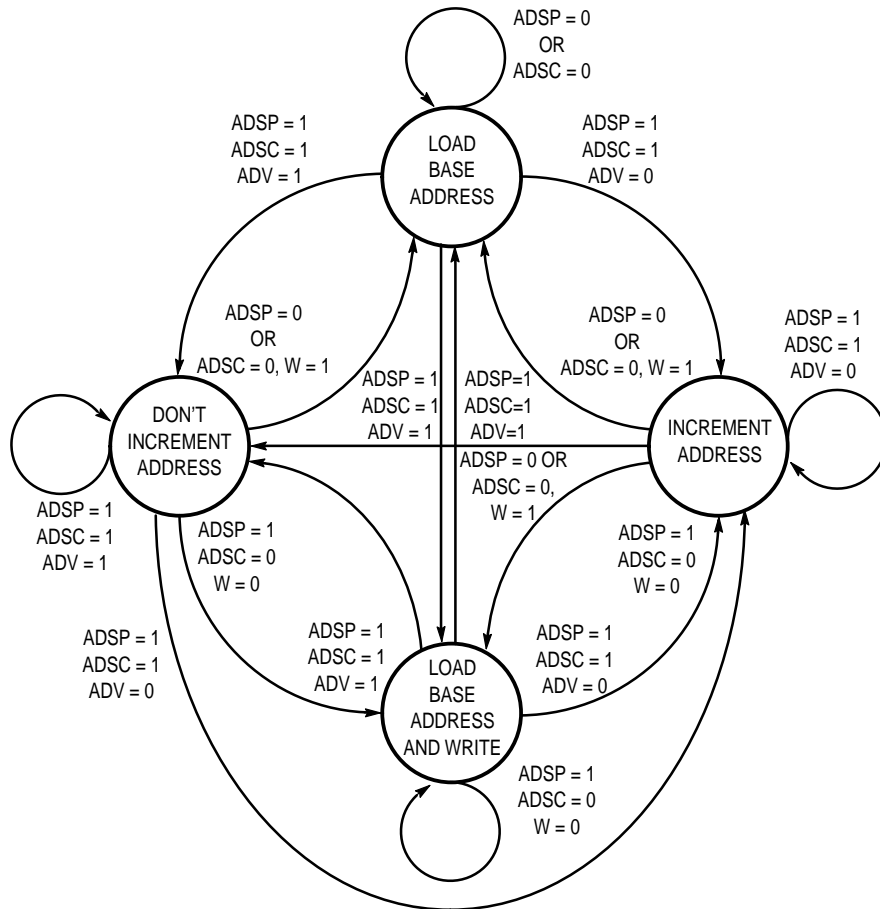 ADSP = 0
OR
ADSC = 0
ADSP = 1
ADSC = 1
ADV = 1
LOAD
BASE
ADDRESS
ADSP = 1
ADSC = 1
ADV = 0
ADSP = 0
OR
ADSC = 0, W = 1
ADSP = 0
OR
ADSC = 0, W = 1
ADSP = 1
ADSC = 1
ADV = 0
ADSP = 1
ADSC = 1
ADV = 1
ADSP=1
ADSC=1
ADV=1
DON'T
INCREMENT
ADDRESS
INCREMENT
ADDRESS
ADSP = 0 OR
ADSC = 0,
W = 1
ADSP = 1
ADSC = 1
ADV = 1
ADSP = 1
ADSC = 0
W = 0
ADSP = 1
ADSC = 0
W = 0
ADSP = 1
ADSC = 1
ADV = 0
ADSP = 1
ADSC = 1
ADV = 1
LOAD
BASE
ADDRESS
AND WRITE
ADSP = 1
ADSC = 1
ADV = 0
ADSP = 1
ADSC = 0
W = 0